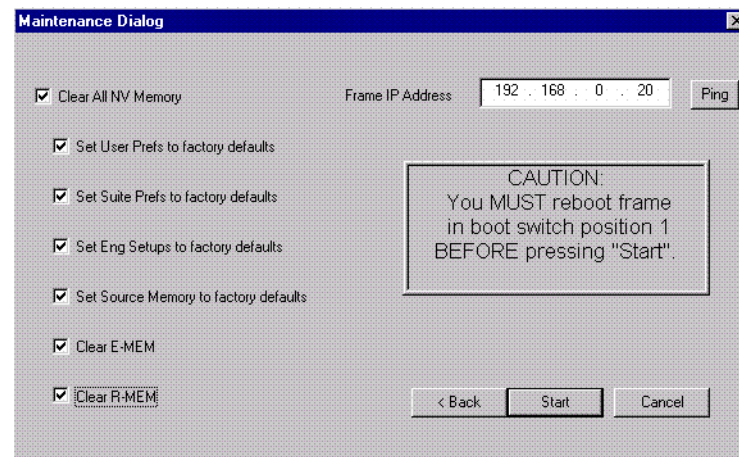 Maintenance Dialog
Clear All NV Memory
Frame IP Address
192 . 168 . 0 . 20
Ping
Set User Prefs to factory defaults
Set Suite Prefs to factory defaults
Set Eng Setups to factory defaults
Set Source Memory to factory defaults
Clear E-MEM
Clear R-MEM
CAUTION:
You MUST reboot frame
in boot switch position 1
BEFORE pressing "Start".
< Back
Start
Cancel